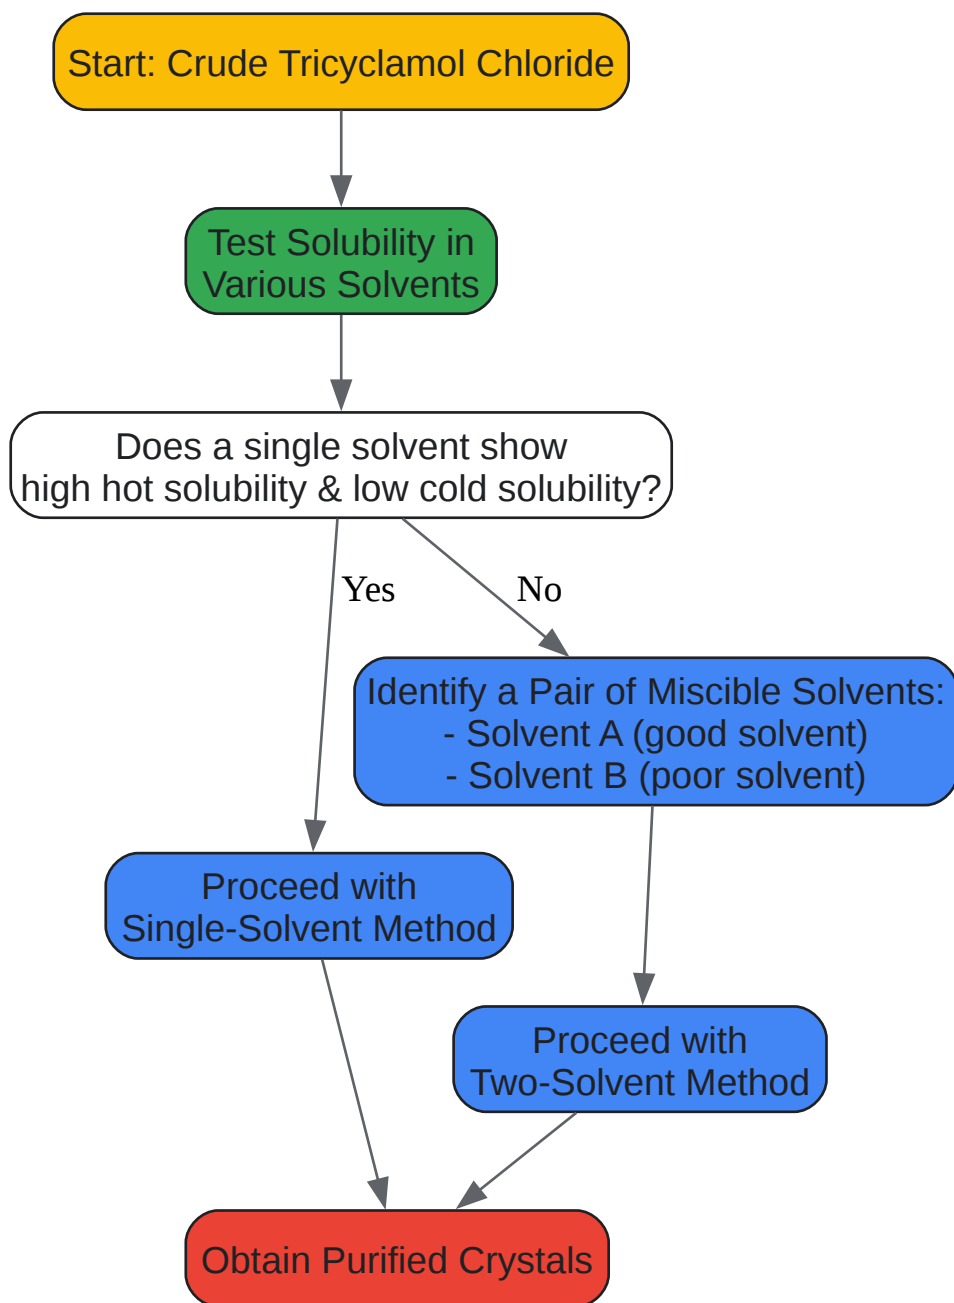 Start: Crude Tricyclamol Chloride
Test Solubility in
Various Solvents
Does a single solvent show
high hot solubility & low cold solubility?
Yes
No
Identify a Pair of Miscible Solvents:
- Solvent A (good solvent)
- Solvent B (poor solvent)
Proceed with
Single-Solvent Method
Proceed with
Two-Solvent Method
Obtain Purified Crystals